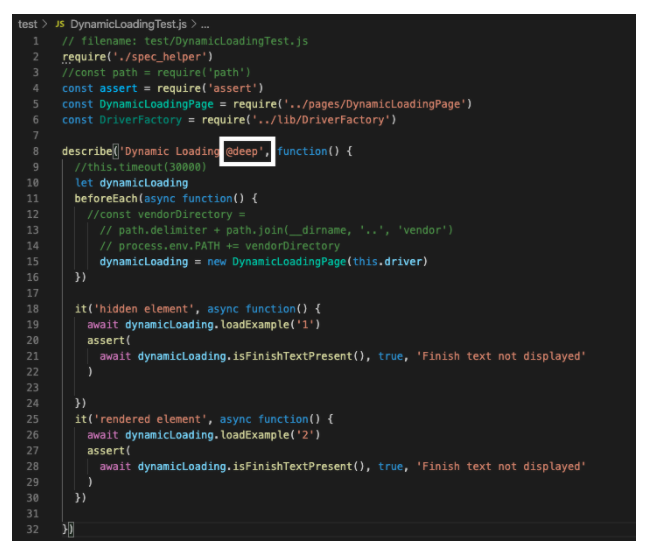 test > JS DynamicLoadingTest.js > ...
1 // filename: test/DynamicLoadingTest.js
2 require('./spec_helper')
3 //const path = require('path')
4 const assert = require('assert')
5 const DynamicLoadingPage = require('../pages/DynamicLoadingPage')
6 const DriverFactory = require('../lib/DriverFactory')
7
8 describe('Dynamic Loading @deep', function() {
9 //this.timeout(30000)
10 let dynamicLoading
11 beforeEach(async function() {
12 //const vendorDirectory =
13 // path.delimiter + path.join(__dirname, '..', 'vendor')
14 // process.env.PATH += vendorDirectory
15 dynamicLoading = new DynamicLoadingPage(this.driver)
16 })
17
18 it('hidden element', async function() {
19 await dynamicLoading.loadExample('1')
20 assert(
21 await dynamicLoading.isFinishTextPresent(), true, 'Finish text not displayed'
22 )
23
24 })
25 it('rendered element', async function() {
26 await dynamicLoading.loadExample('2')
27 assert(
28 await dynamicLoading.isFinishTextPresent(), true, 'Finish text not displayed'
29 )
30 })
31
32 })